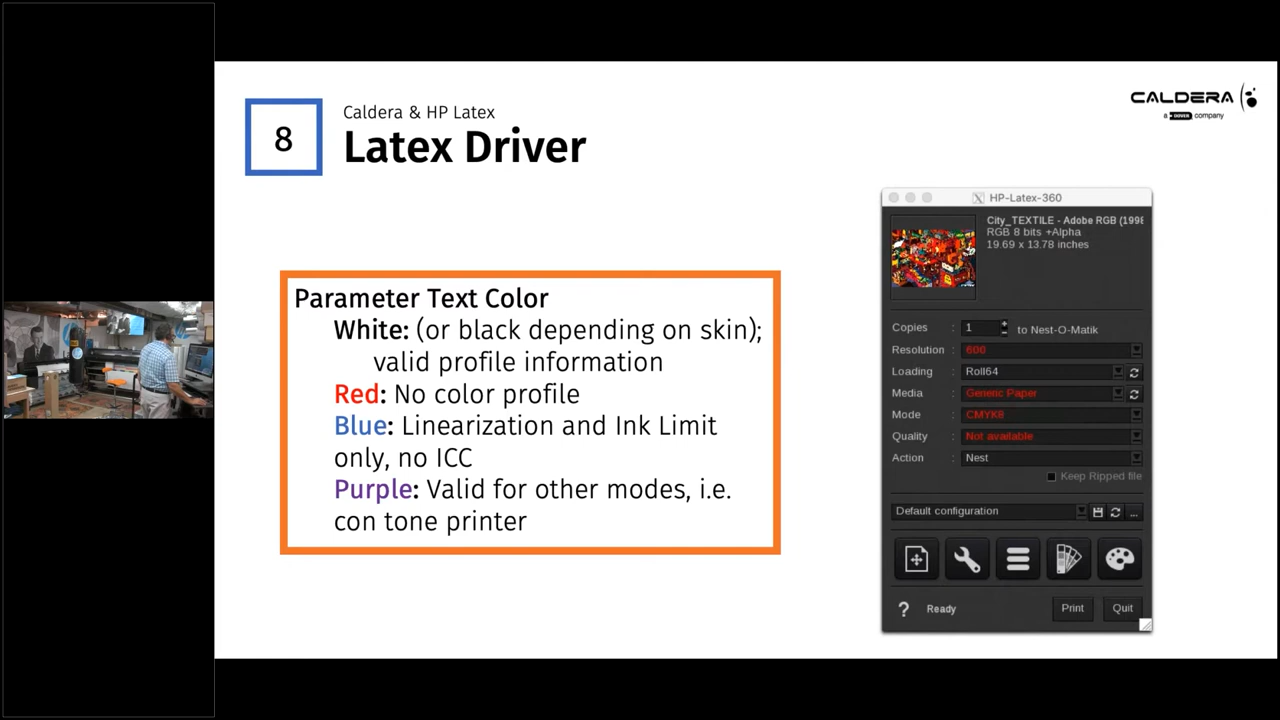 8
Caldera & HP Latex
Latex Driver
CALDERA
a DOVER company
Parameter Text Color
White: (or black depending on skin);
valid profile information
Red: No color profile
Blue: Linearization and Ink Limit
only, no ICC
Purple: Valid for other modes, i.e.
con tone printer
HP-Latex-360
City_TEXTILE - Adobe RGB (1998
RGB 8 bits +Alpha
19.69 x 13.78 inches
Copies : 1 to Nest-O-Matik
Resolution : 600
Loading : Roll64
Media : Generic Paper
Mode : CMYK8
Quality : Not available
Action : Nest
Keep Ripped file
Default configuration ...
? Ready Print Quit